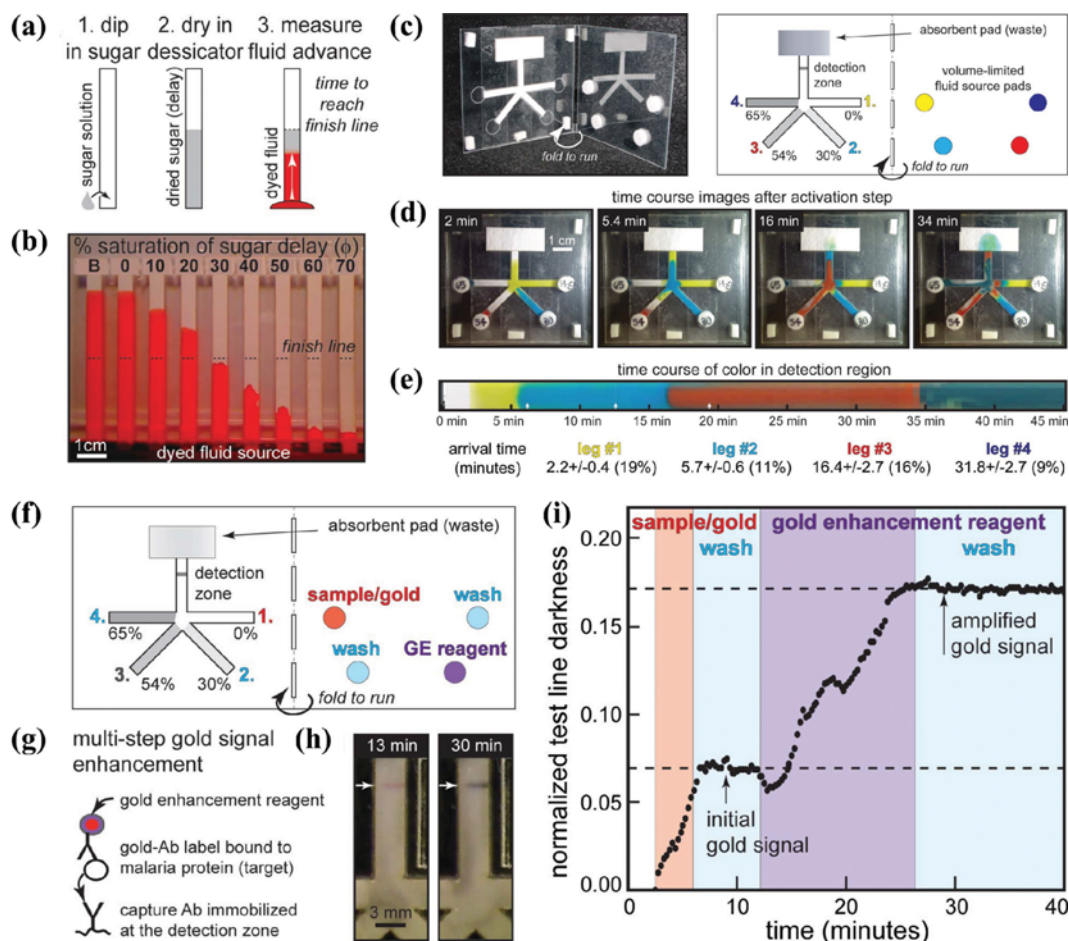 (a)
1. dip
in sugar
2. dry in
dessicator
3. measure
fluid advance
sugar solution
dried sugar (delay)
dyed fluid
time to
reach
finish line
(b)
% saturation of sugar delay (ϕ)
B 0 10 20 30 40 50 60 70
finish line
1cm
dyed fluid source
(c)
fold to run
absorbent pad (waste)
detection
zone
volume-limited
fluid source pads
4.
65%
1.
0%
3.
54%
30%
2.
fold to run
(d)
time course images after activation step
2 min
5.4 min
16 min
34 min
1 cm
54
30
54
30
54
30
54
30
(e)
time course of color in detection region
0 min 5 min 10 min 15 min 20 min 25 min 30 min 35 min 40 min 45 min
arrival time
(minutes)
leg #1
2.2+/-0.4 (19%)
leg #2
5.7+/-0.6 (11%)
leg #3
16.4+/-2.7 (16%)
leg #4
31.8+/-2.7 (9%)
(f)
absorbent pad (waste)
detection
zone
4.
65%
1.
0%
3.
54%
30%
2.
sample/gold
wash
wash
GE reagent
fold to run
(g)
multi-step gold signal
enhancement
gold enhancement reagent
gold-Ab label bound to
malaria protein (target)
capture Ab immobilized
at the detection zone
(h)
13 min
30 min
3 mm
(i)
sample/gold
wash
gold enhancement reagent
wash
normalized test line darkness
0.20
0.15
0.10
0.05
0.00
initial
gold signal
amplified
gold signal
0 10 20 30 40
time (minutes)